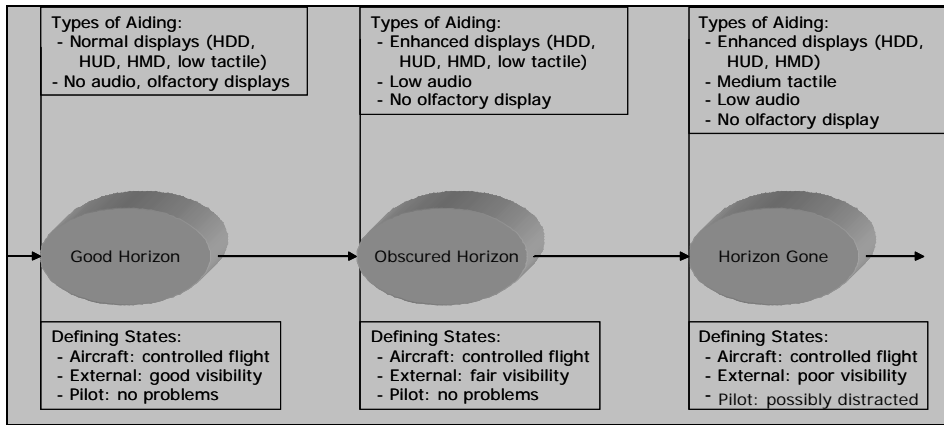 Types of Aiding:
- Normal displays (HDD,
HUD, HMD, low tactile)
- No audio, olfactory displays
Types of Aiding:
- Enhanced displays (HDD,
HUD, HMD, low tactile)
- Low audio
- No olfactory display
Types of Aiding:
- Enhanced displays (HDD,
HUD, HMD)
- Medium tactile
- Low audio
- No olfactory display
Good Horizon
Obscured Horizon
Horizon Gone
Defining States:
- Aircraft: controlled flight
- External: good visibility
- Pilot: no problems
Defining States:
- Aircraft: controlled flight
- External: fair visibility
- Pilot: no problems
Defining States:
- Aircraft: controlled flight
- External: poor visibility
- Pilot: possibly distracted